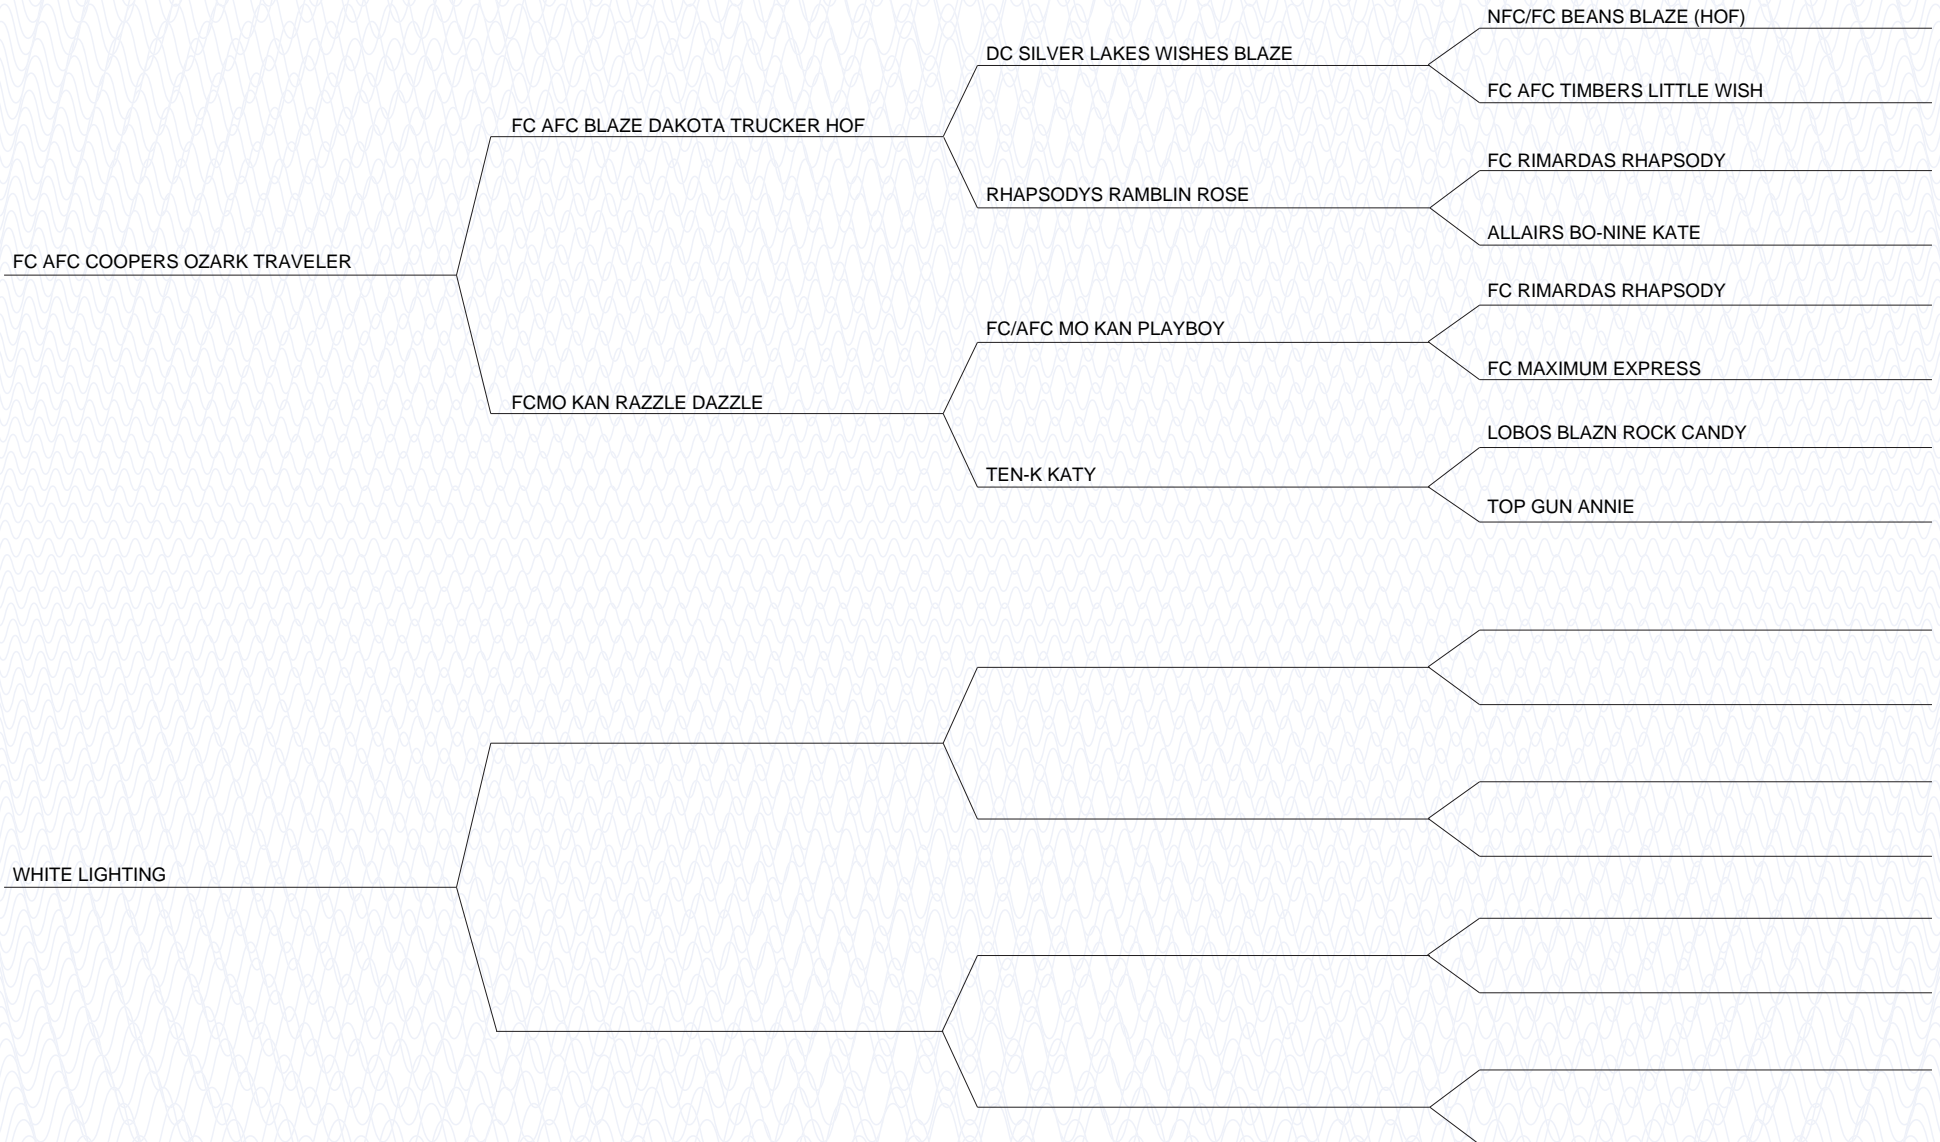 NFC/FC BEANS BLAZE (HOF)
DC SILVER LAKES WISHES BLAZE
FC AFC TIMBERS LITTLE WISH
FC AFC BLAZE DAKOTA TRUCKER HOF
FC RIMARDAS RHAPSODY
RHAPSODYS RAMBLIN ROSE
ALLAIRS BO-NINE KATE
FC AFC COOPERS OZARK TRAVELER
FC RIMARDAS RHAPSODY
FC/AFC MO KAN PLAYBOY
FC MAXIMUM EXPRESS
FCMO KAN RAZZLE DAZZLE
LOBOS BLAZN ROCK CANDY
TEN-K KATY
TOP GUN ANNIE
WHITE LIGHTING